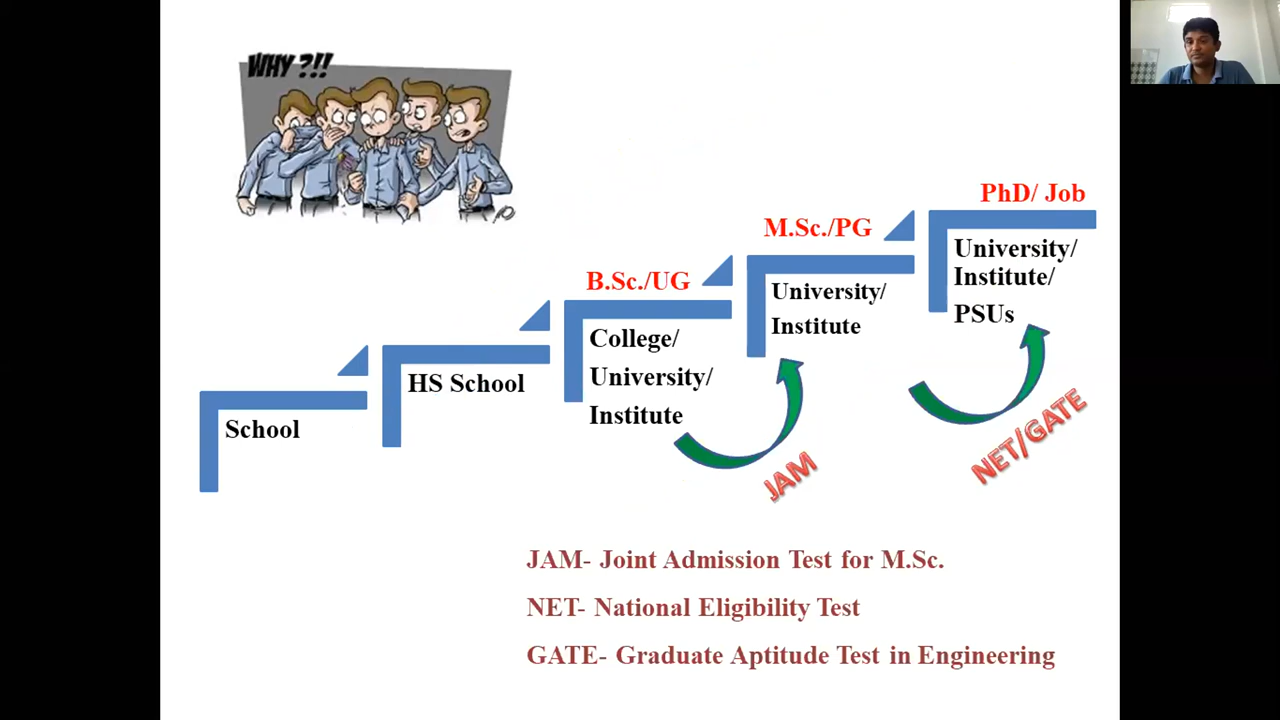 WHY ?!!
PhD/ Job
M.Sc./PG
University/
Institute/
PSUs
B.Sc./UG
University/
Institute
College/
University/
Institute
HS School
School
JAM
NET/GATE
JAM- Joint Admission Test for M.Sc.
NET- National Eligibility Test
GATE- Graduate Aptitude Test in Engineering